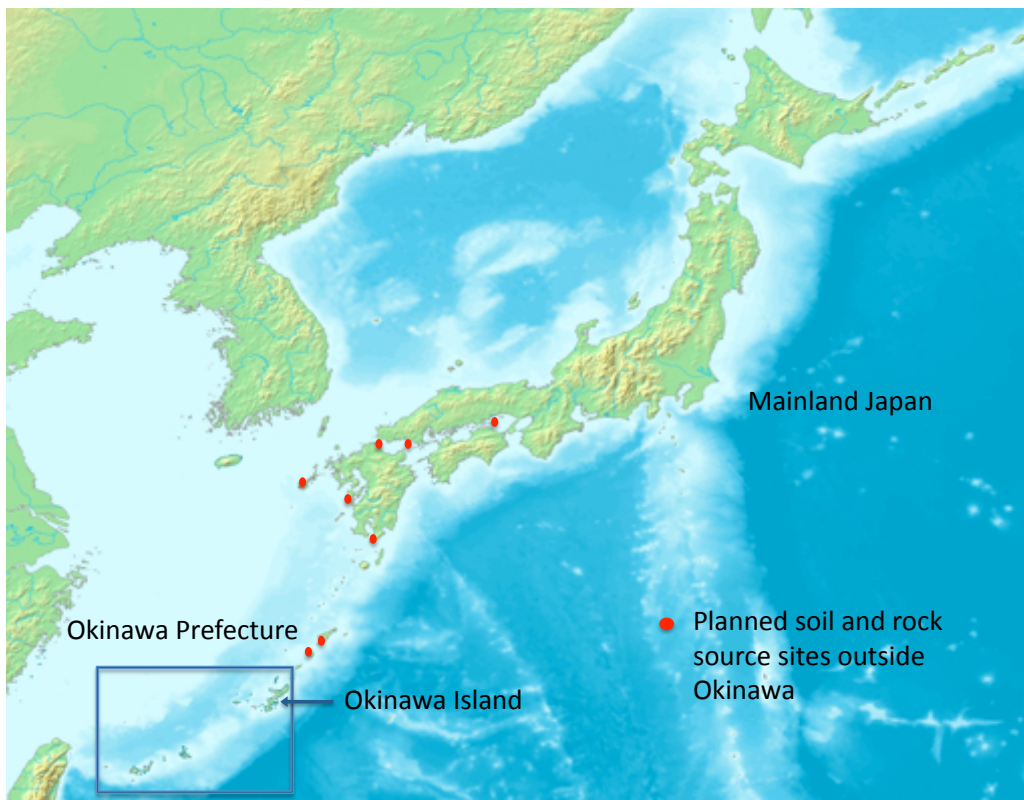 Mainland Japan
Okinawa Prefecture
Planned soil and rock
source sites outside
Okinawa
Okinawa Island